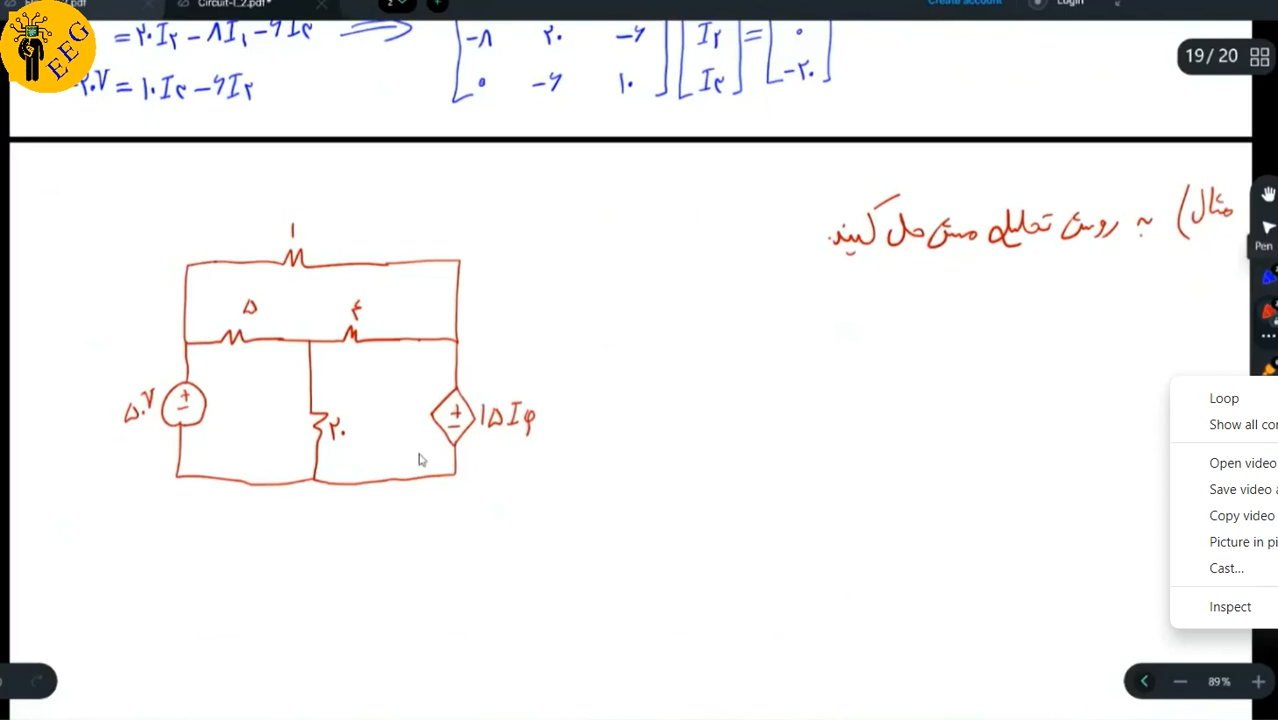 Circuit-1_2.pdf*
2
Create account
Login
EEG
= ۲۰I۲ - ۸I۱ - ۶I۳ ⟹ [-۸ ۲۰ -۶] [I۲] = [۰]
۲۰V = ۱۰I۳ - ۶I۲ [۰ -۶ ۱۰] [I۳] [-۲۰]
19 / 20
مثال) به روش تحلیل مش حل کنید.
Pen
۱
۵ ۴
۵۰V
+
-
۲۰
+
-
۱۵Iφ
Loop
Show all cor
Open video
Save video a
Copy video
Picture in pi
Cast...
Inspect
89%